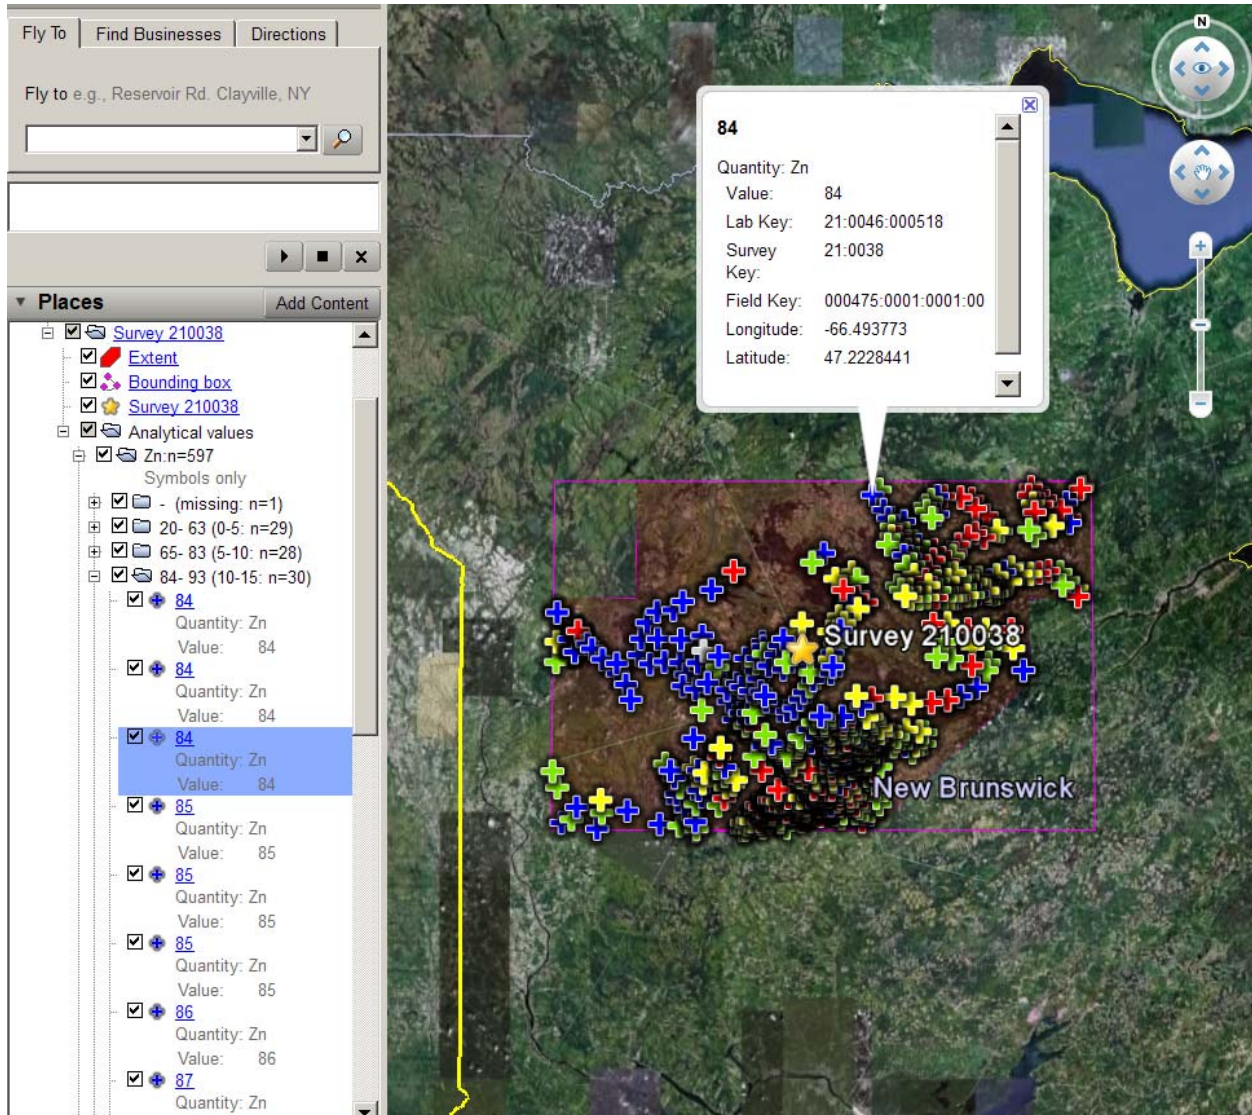 Fly To
Find Businesses
Directions
Fly to e.g., Reservoir Rd. Clayville, NY
Places
Add Content
Survey 210038
Extent
Bounding box
Survey 210038
Analytical values
Zn:n=597
Symbols only
- (missing: n=1)
20- 63 (0-5: n=29)
65- 83 (5-10: n=28)
84- 93 (10-15: n=30)
84
Quantity: Zn
Value: 84
84
Quantity: Zn
Value: 84
84
Quantity: Zn
Value: 84
85
Quantity: Zn
Value: 85
85
Quantity: Zn
Value: 85
85
Quantity: Zn
Value: 85
86
Quantity: Zn
Value: 86
87
Quantity: Zn
N
84
Quantity: Zn
Value: 84
Lab Key: 21:0046:000518
Survey Key: 21:0038
Field Key: 000475:0001:0001:00
Longitude: -66.493773
Latitude: 47.2228441
Survey 210038
New Brunswick